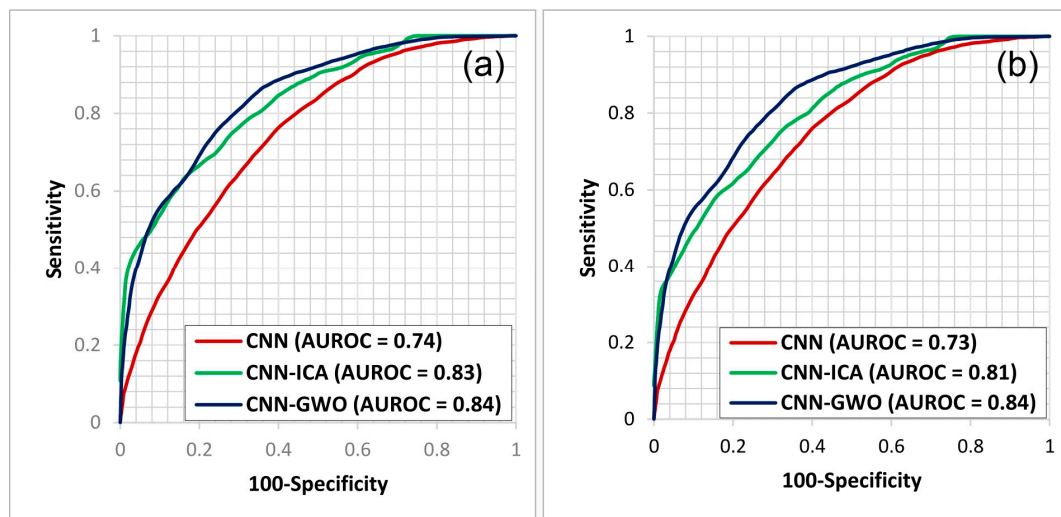 (a)
1
0.8
0.6
0.4
0.2
0
Sensitivity
CNN (AUROC = 0.74)
CNN-ICA (AUROC = 0.83)
CNN-GWO (AUROC = 0.84)
0 0.2 0.4 0.6 0.8 1
100-Specificity
(b)
1
0.8
0.6
0.4
0.2
0
Sensitivity
CNN (AUROC = 0.73)
CNN-ICA (AUROC = 0.81)
CNN-GWO (AUROC = 0.84)
0 0.2 0.4 0.6 0.8 1
100-Specificity